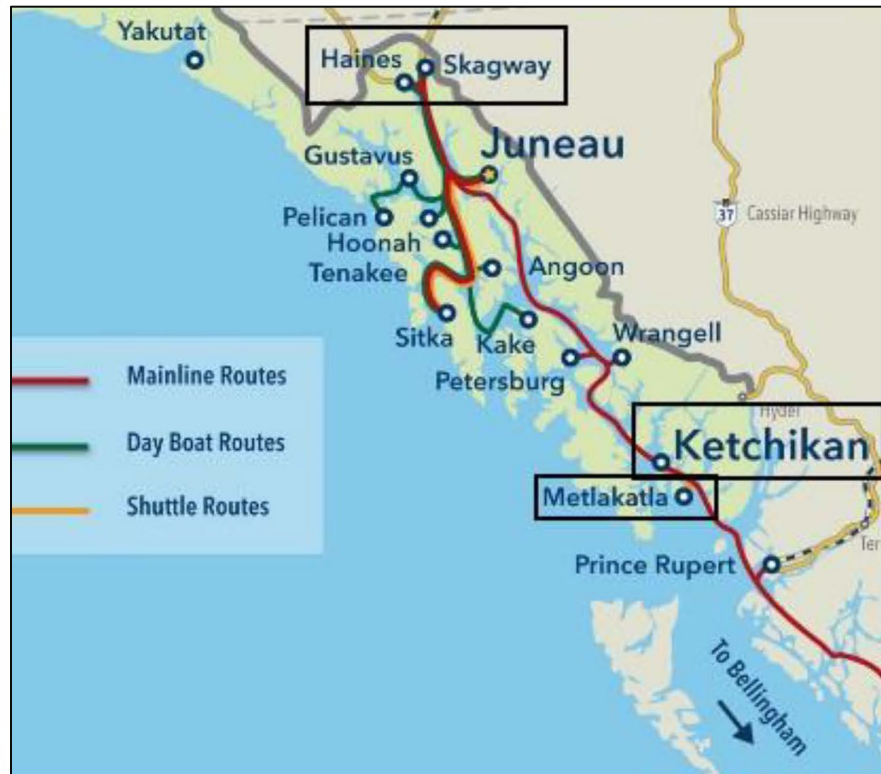 Yakutat
Haines
Skagway
Gustavus
Juneau
37
Cassiar Highway
Pelican
Hoonah
Tenakee
Angoon
Sitka
Kake
Wrangell
Petersburg
Mainline Routes
Day Boat Routes
Shuttle Routes
Hyder
Ketchikan
Metlakatla
Prince Rupert
Ter
To Bellingham